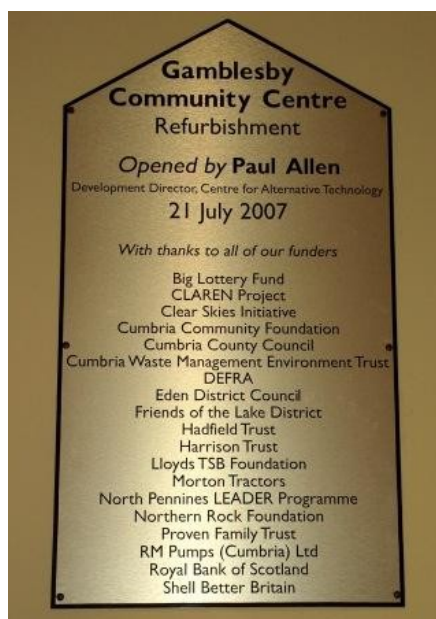 Gamblesby
Community Centre
Refurbishment
Opened by Paul Allen
Development Director, Centre for Alternative Technology
21 July 2007
With thanks to all of our funders
Big Lottery Fund
CLAREN Project
Clear Skies Initiative
Cumbria Community Foundation
Cumbria County Council
Cumbria Waste Management Environment Trust
DEFRA
Eden District Council
Friends of the Lake District
Hadfield Trust
Harrison Trust
Lloyds TSB Foundation
Morton Tractors
North Pennines LEADER Programme
Northern Rock Foundation
Proven Family Trust
RM Pumps (Cumbria) Ltd
Royal Bank of Scotland
Shell Better Britain